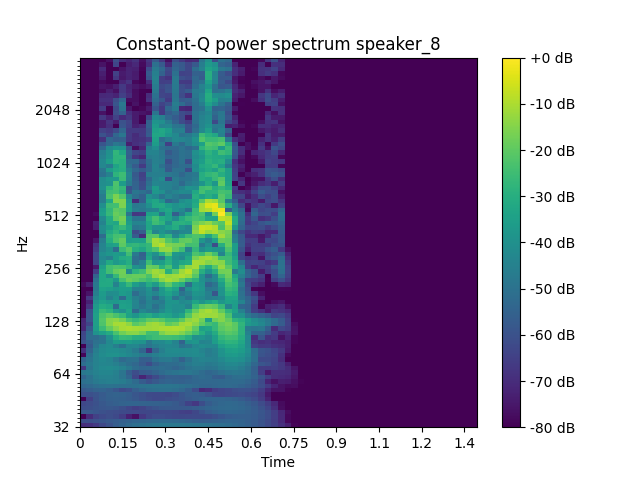 Constant-Q power spectrum speaker_8
Hz
2048
1024
512
256
128
64
32
0 0.15 0.3 0.45 0.6 0.75 0.9 1.1 1.2 1.4
Time
+0 dB
-10 dB
-20 dB
-30 dB
-40 dB
-50 dB
-60 dB
-70 dB
-80 dB